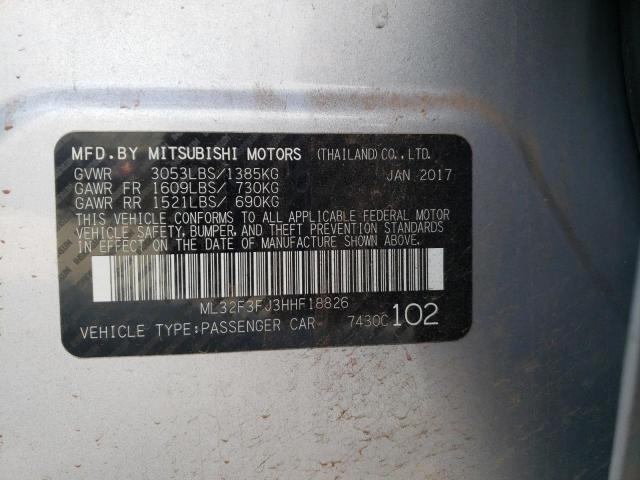 MFD.BY MITSUBISHI MOTORS (THAILAND) CO.,LTD.
GVWR 3053LBS/1385KG JAN 2017
GAWR FR 1609LBS/ 730KG
GAWR RR 1521LBS/ 690KG
THIS VEHICLE CONFORMS TO ALL APPLICABLE FEDERAL MOTOR
VEHICLE SAFETY, BUMPER, AND THEFT PREVENTION STANDARDS
IN EFFECT ON THE DATE OF MANUFACTURE SHOWN ABOVE.
ML32F3FJ3HHF18826
VEHICLE TYPE:PASSENGER CAR 7430C 102